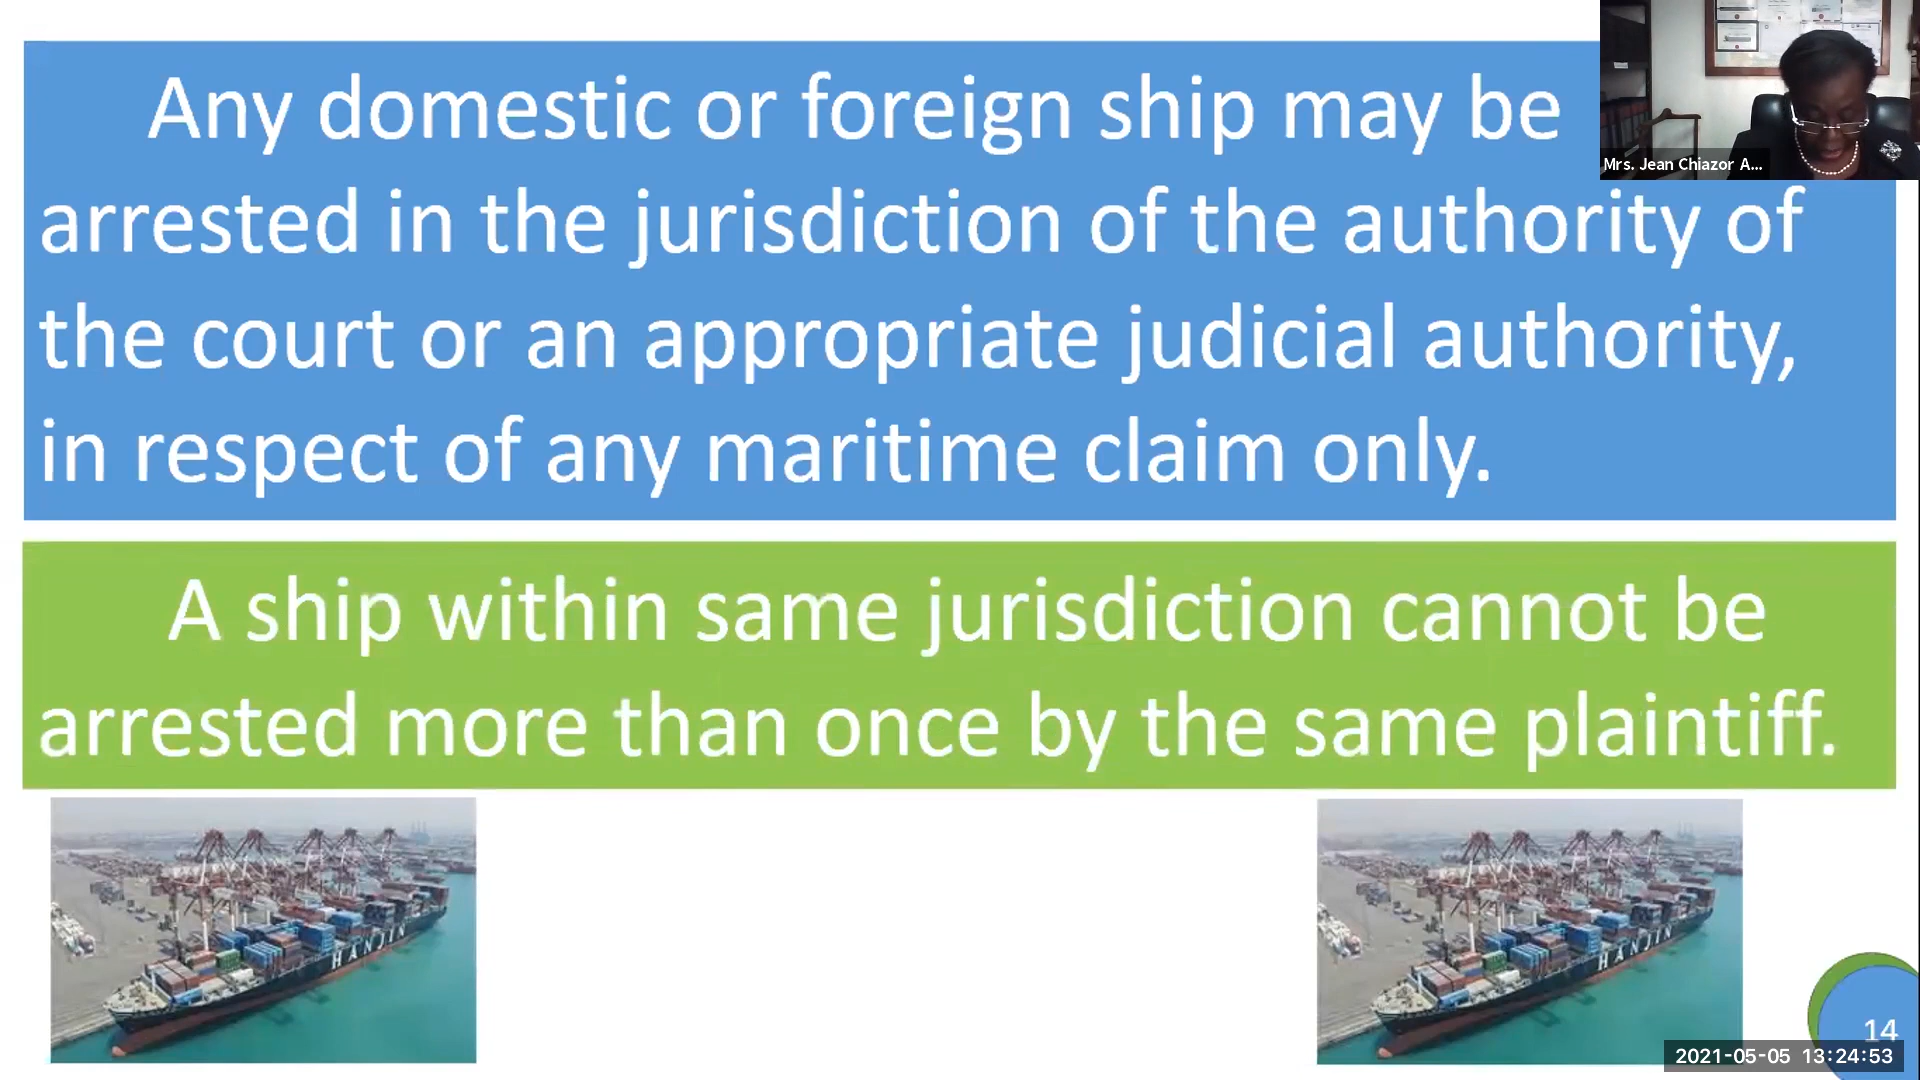 Any domestic or foreign ship may be
arrested in the jurisdiction of the authority of
the court or an appropriate judicial authority,
in respect of any maritime claim only.
Mrs. Jean Chiazor A...
A ship within same jurisdiction cannot be
arrested more than once by the same plaintiff.
HANJIN
HANJIN
14
2021-05-05 13:24:53